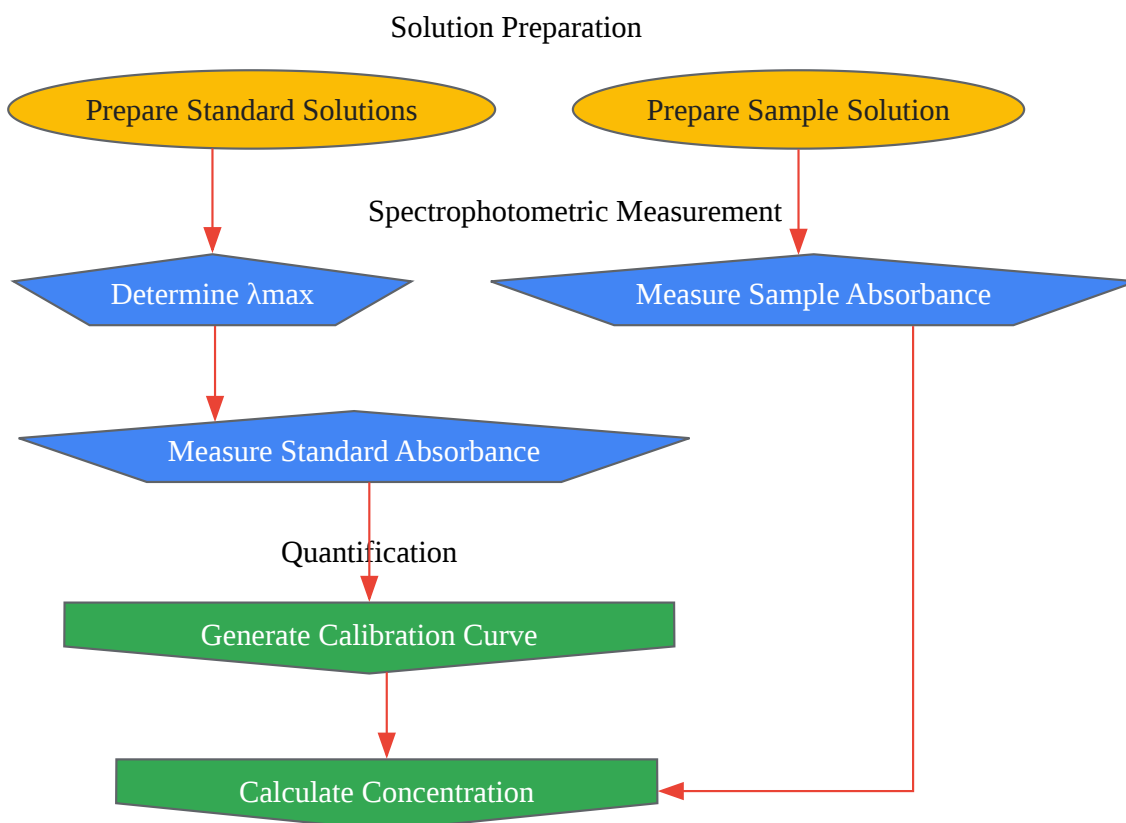 Solution Preparation
Prepare Standard Solutions
Prepare Sample Solution
Spectrophotometric Measurement
Determine λmax
Measure Sample Absorbance
Measure Standard Absorbance
Quantification
Generate Calibration Curve
Calculate Concentration